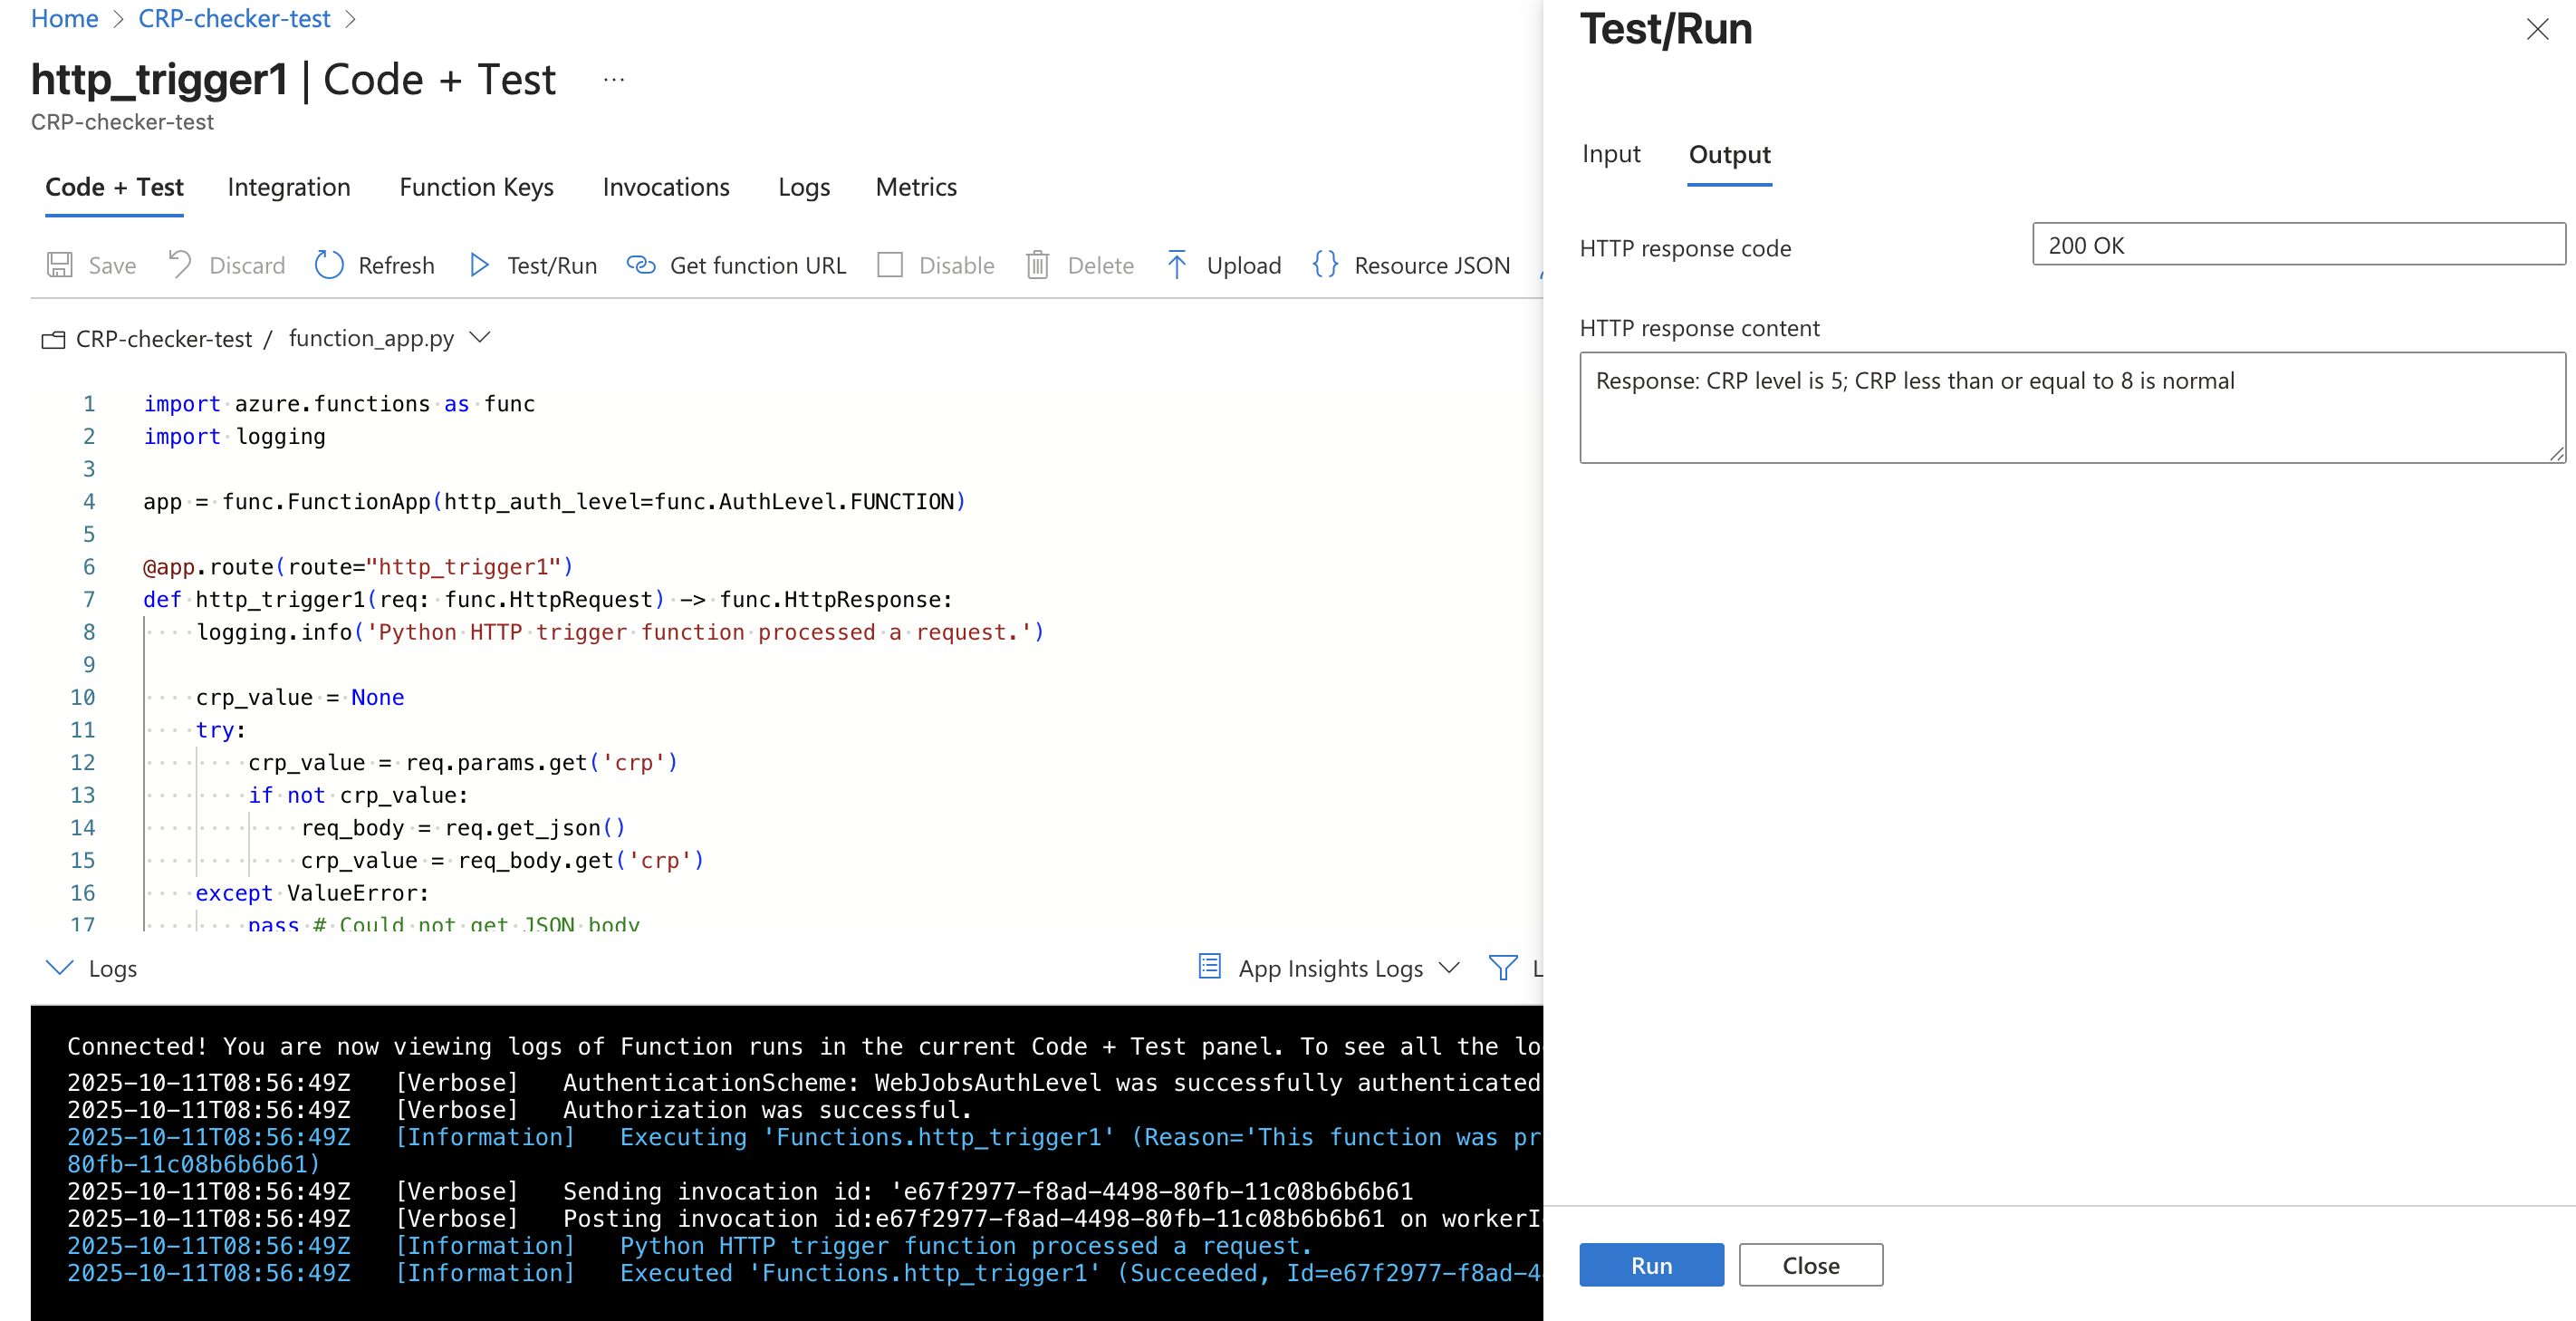 Home > CRP-checker-test >
http_trigger1 | Code + Test ...
CRP-checker-test
Code + Test Integration Function Keys Invocations Logs Metrics
Save Discard Refresh Test/Run Get function URL Disable Delete Upload {} Resource JSON
CRP-checker-test / function_app.py
1 import azure.functions as func
2 import logging
3
4 app = func.FunctionApp(http_auth_level=func.AuthLevel.FUNCTION)
5
6 @app.route(route="http_trigger1")
7 def http_trigger1(req: func.HttpRequest) -> func.HttpResponse:
8     logging.info('Python HTTP trigger function processed a request.')
9
10     crp_value = None
11     try:
12         crp_value = req.params.get('crp')
13         if not crp_value:
14             req_body = req.get_json()
15             crp_value = req_body.get('crp')
16     except ValueError:
17         pass # Could not get JSON body
Logs App Insights Logs L
Connected! You are now viewing logs of Function runs in the current Code + Test panel. To see all the lo
2025-10-11T08:56:49Z [Verbose] AuthenticationScheme: WebJobsAuthLevel was successfully authenticated
2025-10-11T08:56:49Z [Verbose] Authorization was successful.
2025-10-11T08:56:49Z [Information] Executing 'Functions.http_trigger1' (Reason='This function was pr
80fb-11c08b6b6b61)
2025-10-11T08:56:49Z [Verbose] Sending invocation id: 'e67f2977-f8ad-4498-80fb-11c08b6b6b61
2025-10-11T08:56:49Z [Verbose] Posting invocation id:e67f2977-f8ad-4498-80fb-11c08b6b6b61 on workerI
2025-10-11T08:56:49Z [Information] Python HTTP trigger function processed a request.
2025-10-11T08:56:49Z [Information] Executed 'Functions.http_trigger1' (Succeeded, Id=e67f2977-f8ad-4
Test/Run
Input Output
HTTP response code 200 OK
HTTP response content
Response: CRP level is 5; CRP less than or equal to 8 is normal
Run Close